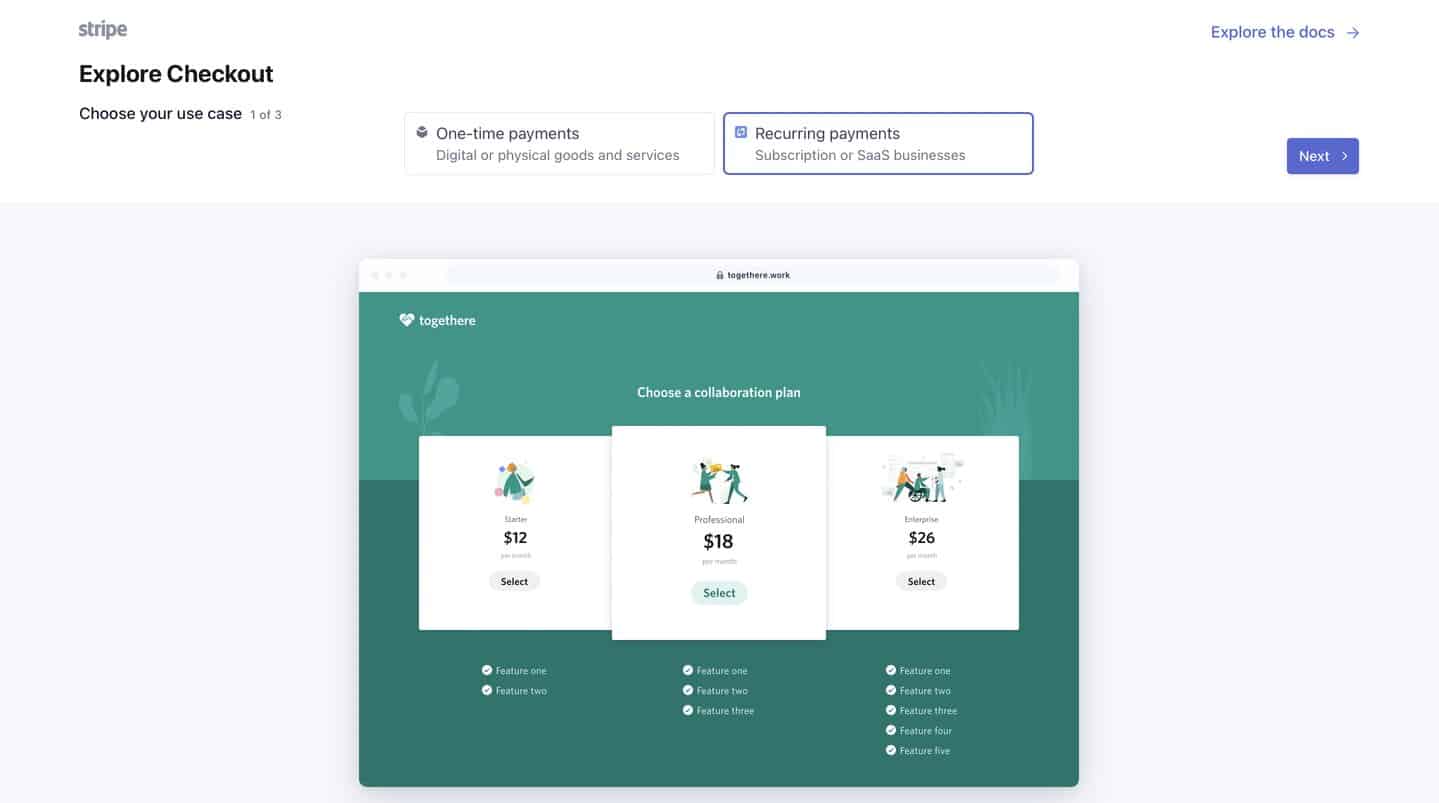 stripe
Explore the docs →
Explore Checkout
Choose your use case 1 of 3
One-time payments
Digital or physical goods and services
Recurring payments
Subscription or SaaS businesses
Next
togethere.work
togethere
Choose a collaboration plan
Starter
$12
per month
Select
Professional
$18
per month
Select
Enterprise
$26
per month
Select
Feature one
Feature two
Feature one
Feature two
Feature three
Feature one
Feature two
Feature three
Feature four
Feature five